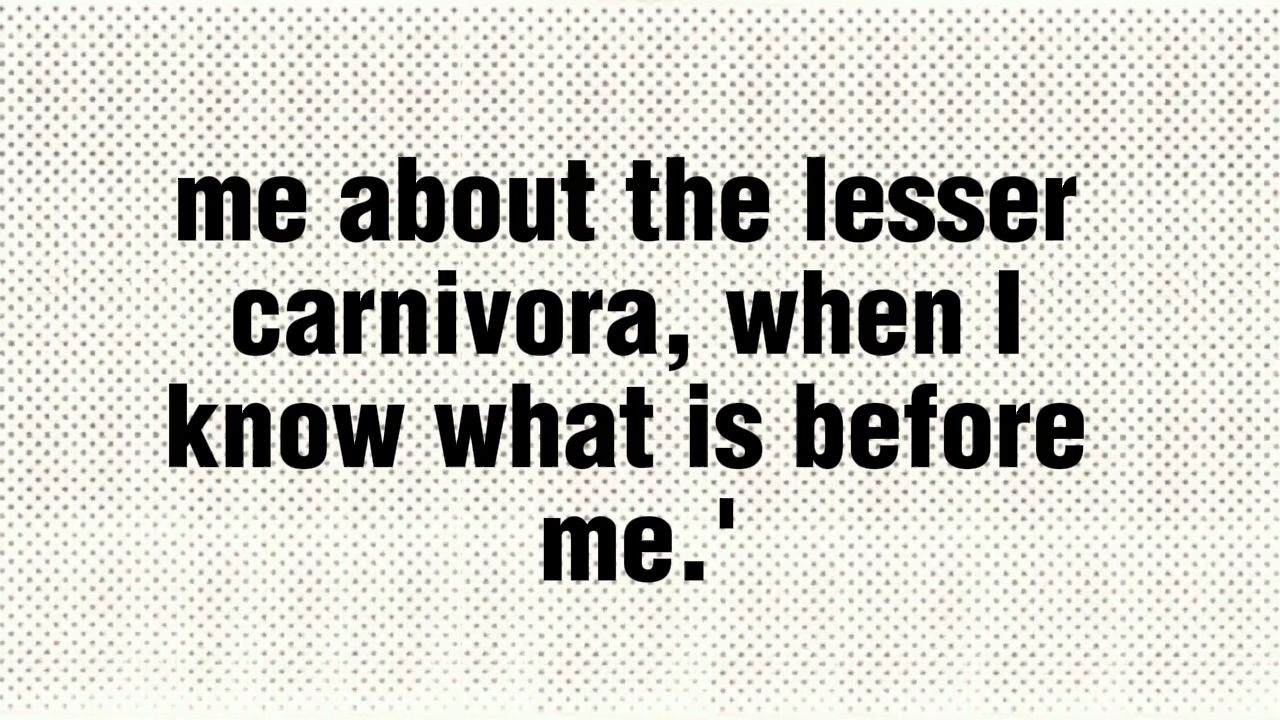 me about the lesser
carnivora, when I
know what is before
me.'